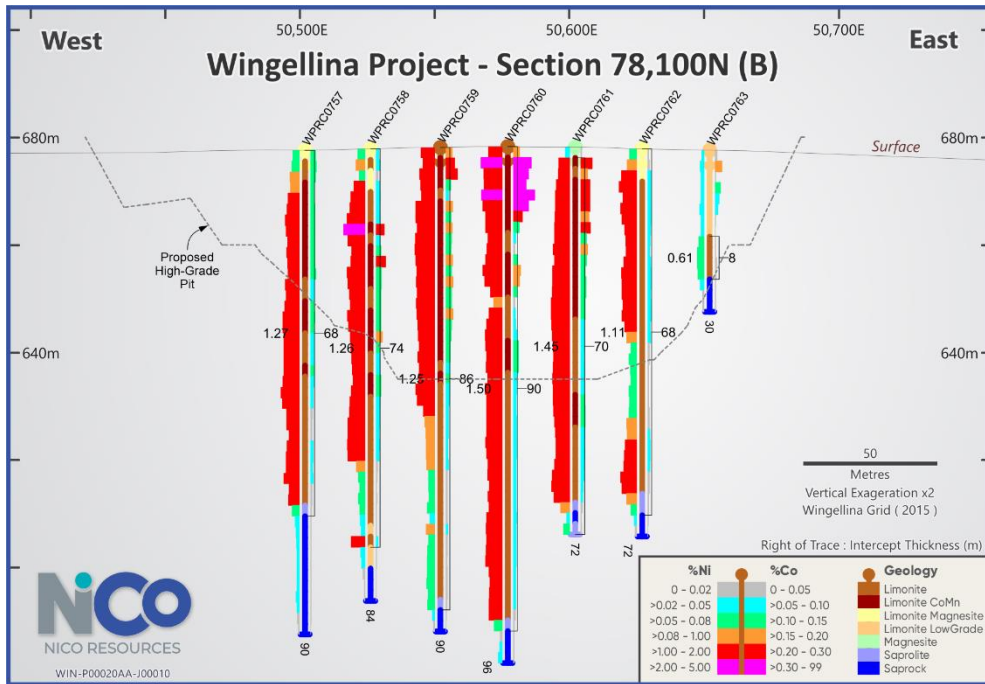 50,500E
50,600E
50,700E
West
East
Wingellina Project - Section 78,100N (B)
WPRC0757
WPRC0758
WPRC0759
WPRC0760
WPRC0761
WPRC0762
WPRC0763
680m
680m
Surface
Proposed
High-Grade
Pit
0.61
8
1.27
68
1.26
74
1.25
86
1.50
90
1.45
70
1.11
68
30
640m
640m
50
Metres
Vertical Exageration x2
Wingellina Grid ( 2015 )
72
72
84
90
90
96
Right of Trace : Intercept Thickness (m)
%Ni %Co Geology
0 - 0.02 0 - 0.05 Limonite
>0.02 - 0.05 >0.05 - 0.10 Limonite CoMn
>0.05 - 0.08 >0.10 - 0.15 Limonite Magnesite
>0.08 - 1.00 >0.15 - 0.20 Limonite LowGrade
>1.00 - 2.00 >0.20 - 0.30 Magnesite
>2.00 - 5.00 >0.30 - 99 Saprolite
Saprock
NiCo
NICO RESOURCES
WIN-P00020AA-J00010